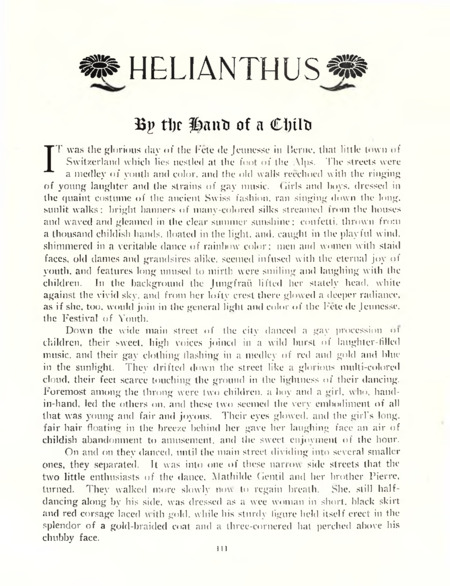 HELIANTHUS
By the Hand of a Child
IT was the glorious day of the Fête de Jeunesse in Berne, that little town of
Switzerland which lies nestled at the foot of the Alps. The streets were
a medley of youth and color, and the old walls reëchoed with the ringing
of young laughter and the strains of gay music. Girls and boys, dressed in
the quaint costume of the ancient Swiss fashion, ran singing down the long,
sunlit walks; bright banners of many-colored silks streamed from the houses
and waved and gleamed in the clear summer sunshine; confetti, thrown from
a thousand childish hands, floated in the light, and, caught in the playful wind,
shimmered in a veritable dance of rainbow color; men and women with staid
faces, old dames and grandsires alike, seemed infused with the eternal joy of
youth, and features long unused to mirth were smiling and laughing with the
children. In the background the Jungfraü lifted her stately head, white
against the vivid sky, and from her lofty crest there glowed a deeper radiance,
as if she, too, would join in the general light and color of the Fête de Jeunesse,
the Festival of Youth.
Down the wide main street of the city danced a gay procession of
children, their sweet, high voices joined in a wild burst of laughter-filled
music, and their gay clothing flashing in a medley of red and gold and blue
in the sunlight. They drifted down the street like a glorious multi-colored
cloud, their feet scarce touching the ground in the lightness of their dancing.
Foremost among the throng were two children, a boy and a girl, who, hand-
in-hand, led the others on, and these two seemed the very embodiment of all
that was young and fair and joyous. Their eyes glowed, and the girl's long,
fair hair floating in the breeze behind her gave her laughing face an air of
childish abandonment to amusement, and the sweet enjoyment of the hour.
On and on they danced, until the main street dividing into several smaller
ones, they separated. It was into one of these narrow side streets that the
two little enthusiasts of the dance, Mathilde Gentil and her brother Pierre,
turned. They walked more slowly now to regain breath. She, still half-
dancing along by his side, was dressed as a wee woman in short, black skirt
and red corsage laced with gold, while his sturdy figure held itself erect in the
splendor of a gold-braided coat and a three-cornered hat perched above his
chubby face.
111